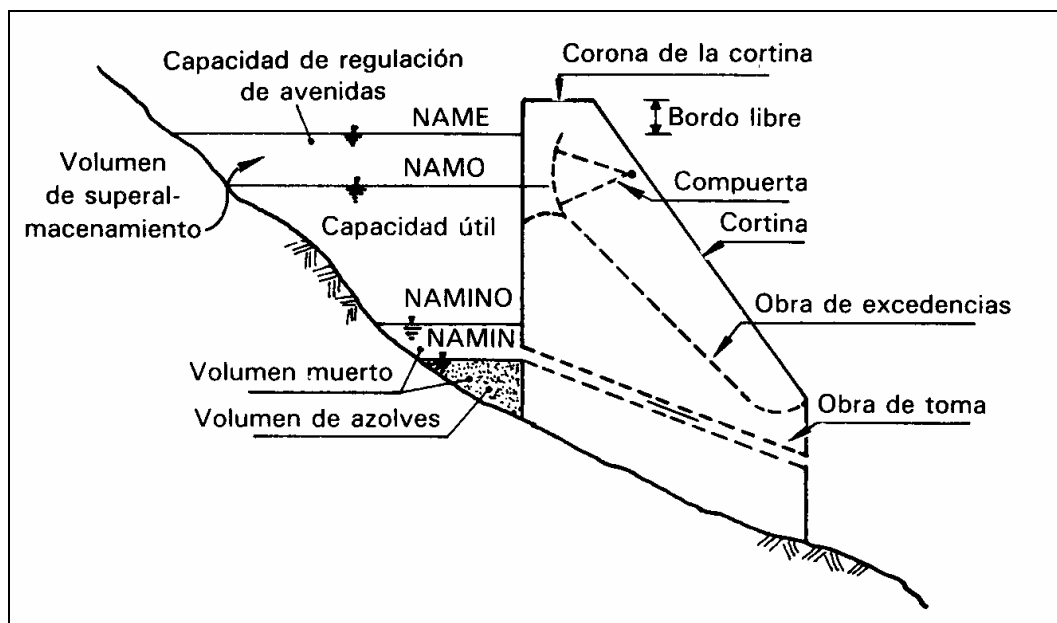 Corona de la cortina
Capacidad de regulación
de avenidas
NAME
Bordo libre
Volumen
de superal-
macenamiento
NAMO
Compuerta
Capacidad útil
Cortina
NAMINO
Obra de excedencias
NAMIN
Volumen muerto
Volumen de azolves
Obra de toma